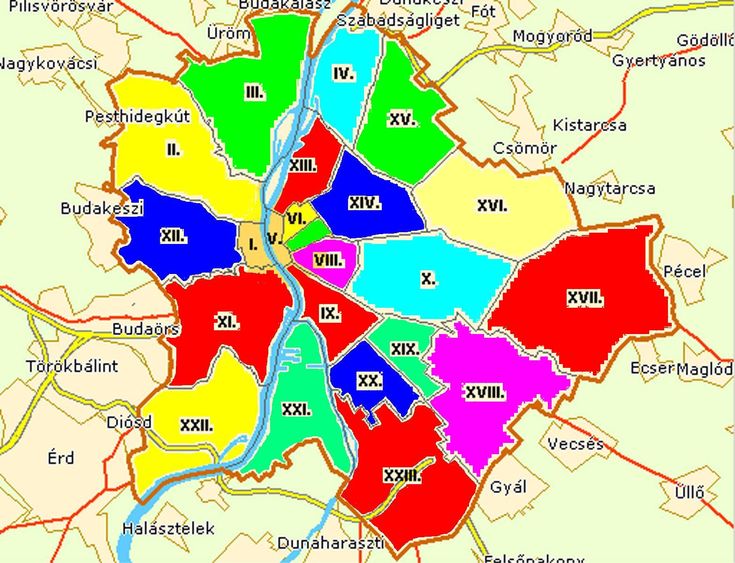 Pilisvörösvár
Budakalász
Dunakeszi
Fót
Szabadságliget
Üröm
Mogyoród
Gödöllő
Nagykovácsi
Gyertyános
III.
IV.
Pesthidegkút
XV.
Kistarcsa
II.
Csömör
XIII.
Nagytarcsa
Budakeszi
XIV.
XVI.
VI.
XII.
I.
V.
VIII.
Pécel
X.
XVII.
Budaörs
XI.
IX.
XIX.
Törökbálint
Ecser
Maglód
XX.
XVIII.
XXI.
Diósd
XXII.
Vecsés
Érd
XXIII.
Gyál
Üllő
Halásztelek
Dunaharaszti
Felsőpakony